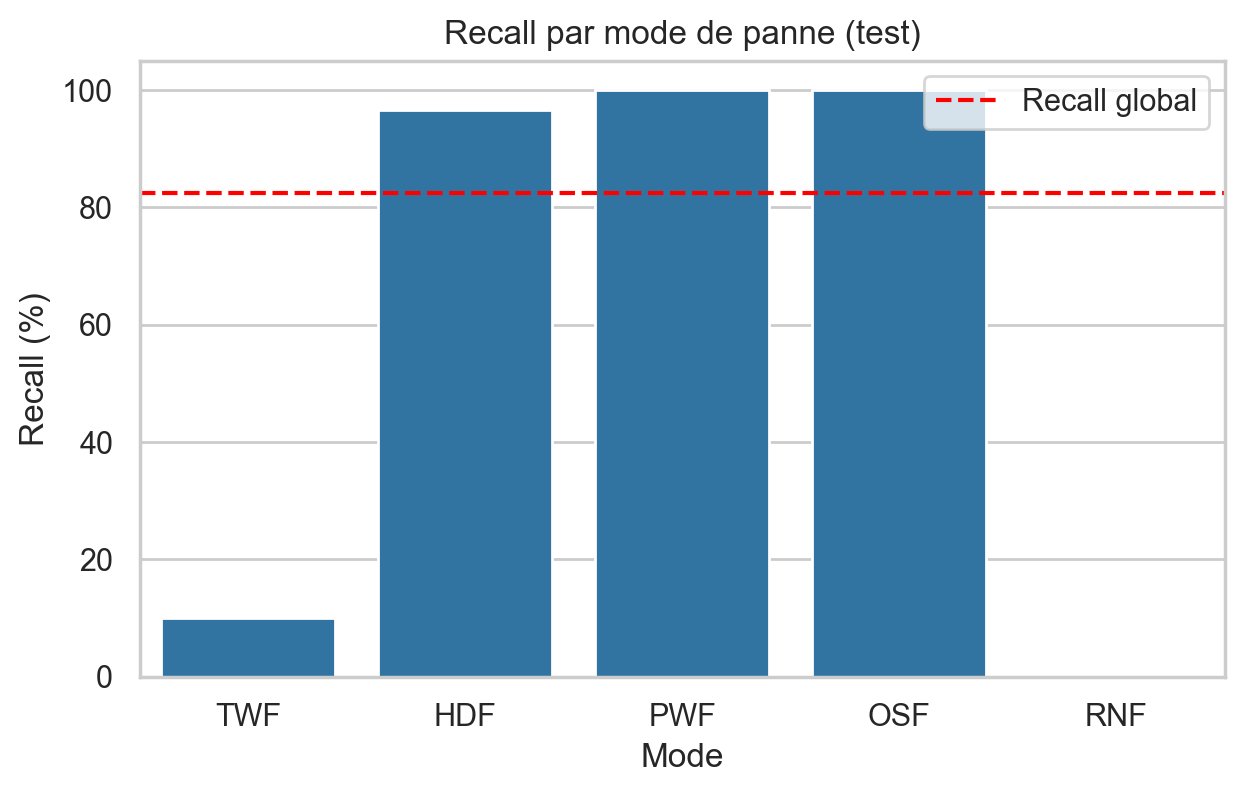 Recall par mode de panne (test)
Recall global
Recall (%)
100
80
60
40
20
0
TWF HDF PWF OSF RNF
Mode